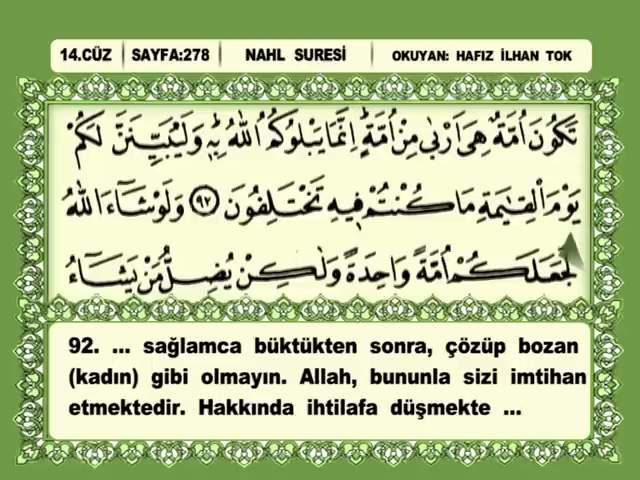 14.CÜZ SAYFA:278 NAHL SURESİ OKUYAN: HAFIZ İLHAN TOK
تَكُونَ اُمَّةٌ هِىَ اَرْبٰى مِنْ اُمَّةٍ اِنَّمَا يَبْلُوكُمُ اللّٰهُ بِهٖ وَلَيُبَيِّنَنَّ لَكُمْ
يَوْمَ الْقِيٰمَةِ مَا كُنْتُمْ فٖيهِ تَخْتَلِفُونَ ﴿٩٢﴾ وَلَوْ شَٓاءَ اللّٰهُ
لَجَعَلَكُمْ اُمَّةً وَاحِدَةً وَلٰكِنْ يُضِلُّ مَنْ يَشَٓاءُ
92. ... sağlamca büktükten sonra, çözüp bozan
(kadın) gibi olmayın. Allah, bununla sizi imtihan
etmektedir. Hakkında ihtilafa düşmekte ...